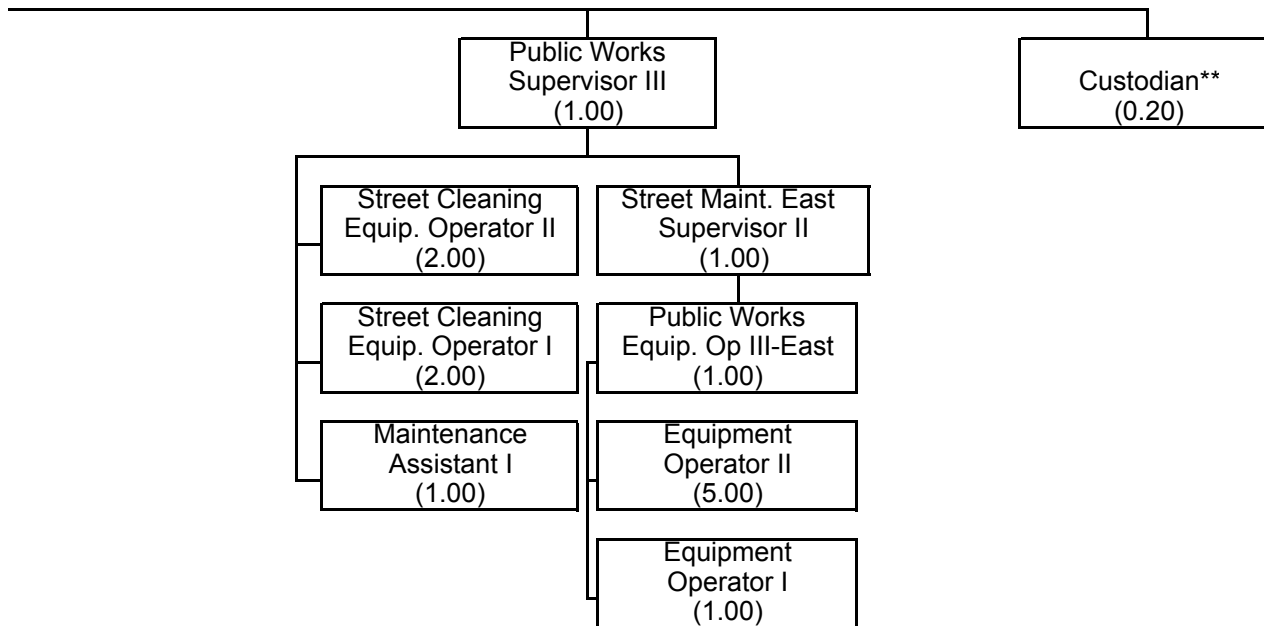 Public Works
Supervisor III
(1.00)
Custodian**
(0.20)
Street Cleaning
Equip. Operator II
(2.00)
Street Maint. East
Supervisor II
(1.00)
Street Cleaning
Equip. Operator I
(2.00)
Public Works
Equip. Op III-East
(1.00)
Maintenance
Assistant I
(1.00)
Equipment
Operator II
(5.00)
Equipment
Operator I
(1.00)